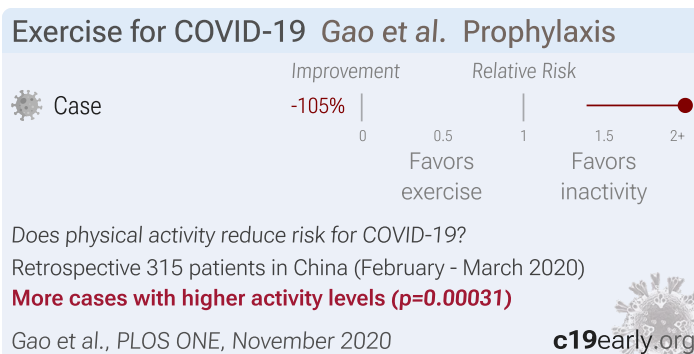 Exercise for COVID-19 Gao et al. Prophylaxis
Improvement Relative Risk
Case -105%
0 0.5 1 1.5 2+
Favors exercise Favors inactivity
Does physical activity reduce risk for COVID-19?
Retrospective 315 patients in China (February - March 2020)
More cases with higher activity levels (p=0.00031)
Gao et al., PLOS ONE, November 2020 c19early.org